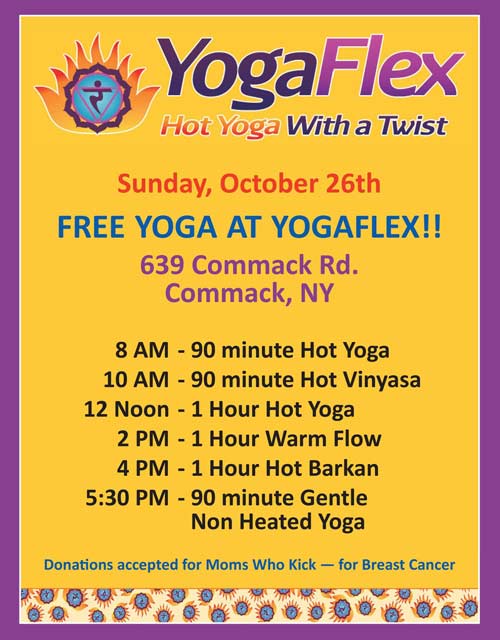 YogaFlex
Hot Yoga With a Twist
Sunday, October 26th
FREE YOGA AT YOGAFLEX!!
639 Commack Rd.
Commack, NY
8 AM - 90 minute Hot Yoga
10 AM - 90 minute Hot Vinyasa
12 Noon - 1 Hour Hot Yoga
2 PM - 1 Hour Warm Flow
4 PM - 1 Hour Hot Barkan
5:30 PM - 90 minute Gentle
Non Heated Yoga
Donations accepted for Moms Who Kick — for Breast Cancer